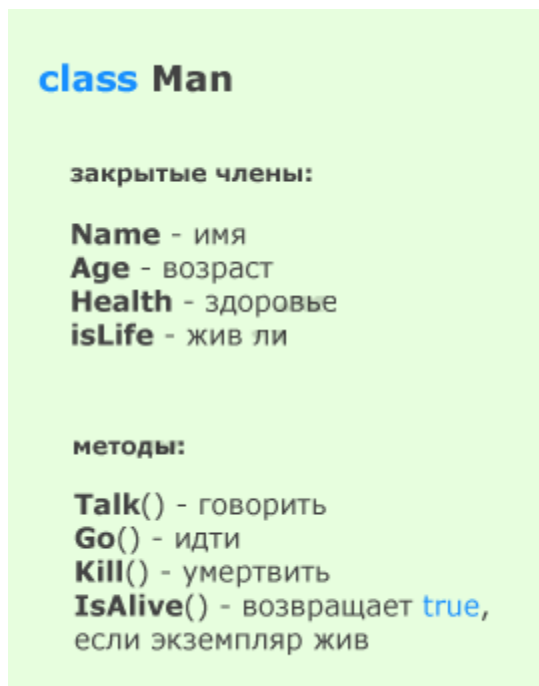 class Man
закрытые члены:
Name - имя
Age - возраст
Health - здоровье
isLife - жив ли
методы:
Talk() - говорить
Go() - идти
Kill() - умертвить
IsAlive() - возвращает true,
если экземпляр жив